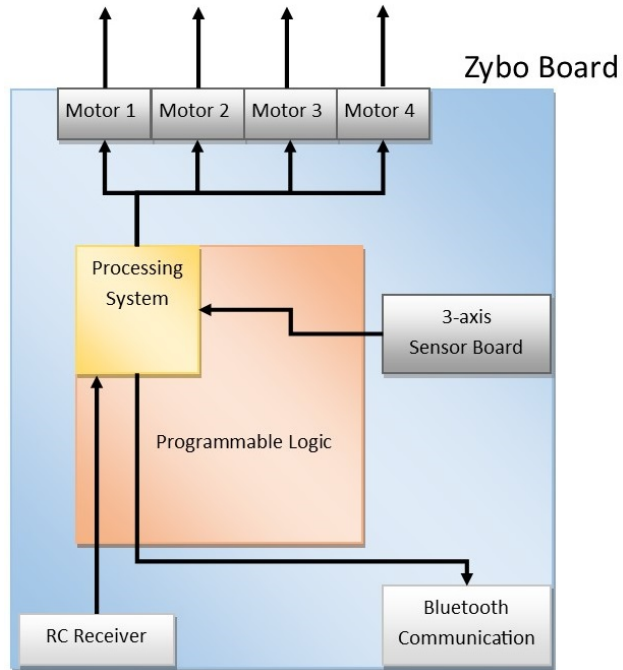 Zybo Board
Motor 1
Motor 2
Motor 3
Motor 4
Processing
System
3-axis
Sensor Board
Programmable Logic
RC Receiver
Bluetooth
Communication